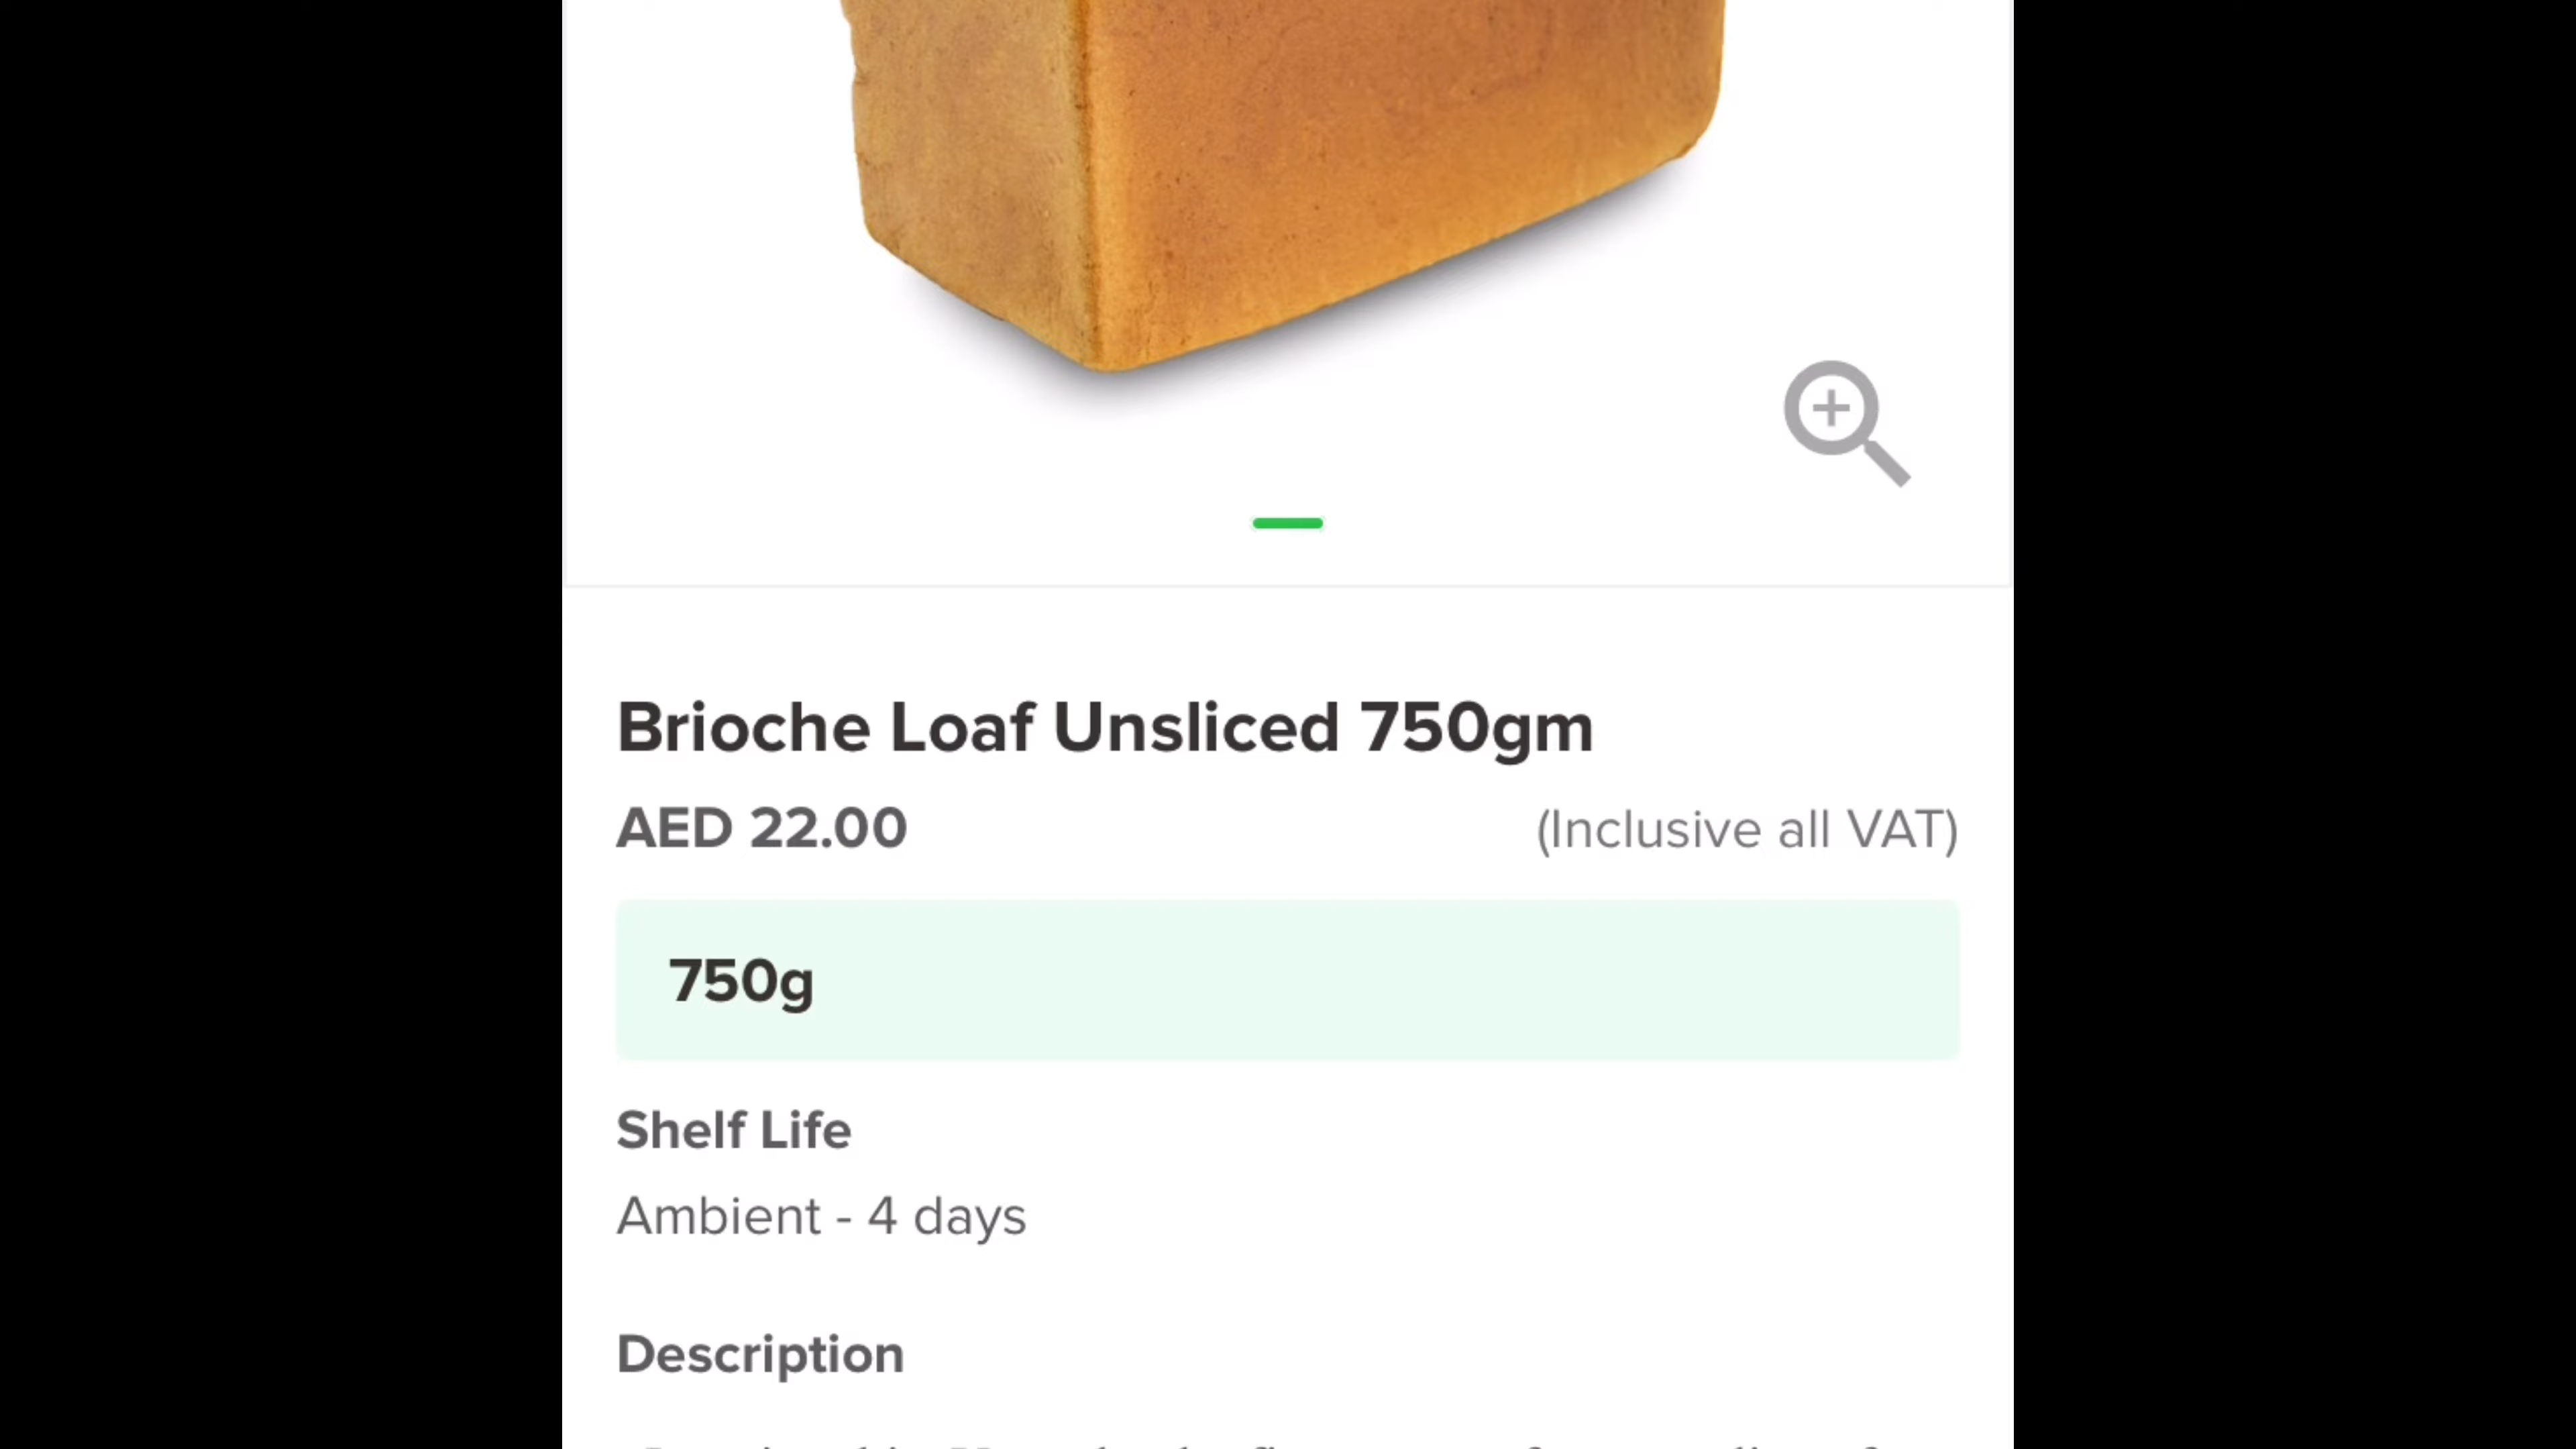 Brioche Loaf Unsliced 750gm
AED 22.00 (Inclusive all VAT)
750g
Shelf Life
Ambient - 4 days
Description